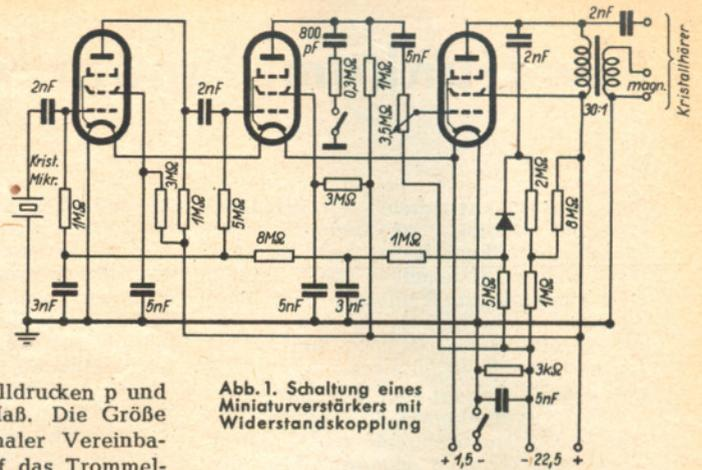 2nF
Krist.
Mikr.
1MΩ
3nF
5nF
3MΩ
1MΩ
2nF
5MΩ
8MΩ
800
pF
0,3MΩ
1MΩ
5nF
3,5MΩ
3MΩ
1MΩ
5nF
3nF
2nF
2nF
30:1
magn.
Kristallhörer
2MΩ
8MΩ
5MΩ
1MΩ
3kΩ
5nF
+ 1,5 -
- 22,5 +
Abb. 1. Schaltung eines
Miniaturverstärkers mit
Widerstandskopplung
lldrucken p und
Maß. Die Größe
naler Vereinba-
f das Trommel-